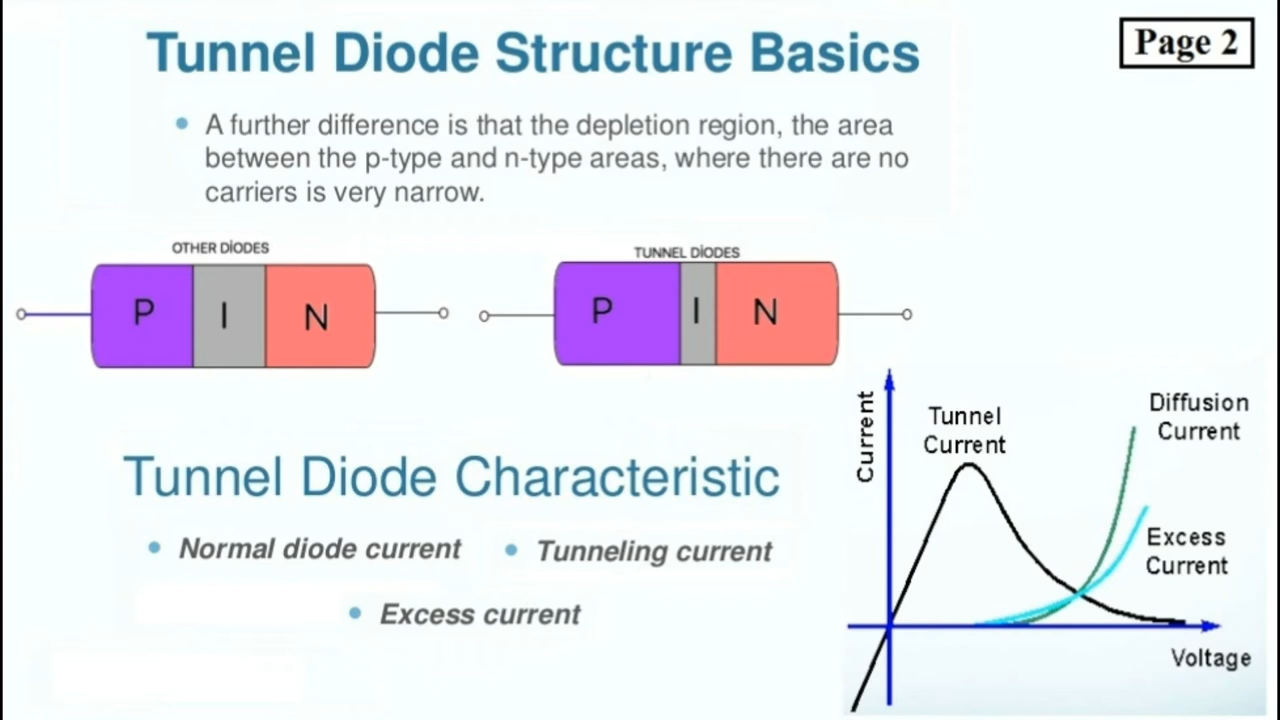 Tunnel Diode Structure Basics
Page 2
A further difference is that the depletion region, the area
between the p-type and n-type areas, where there are no
carriers is very narrow.
OTHER DİODES
P I N
TUNNEL DİODES
P I N
Tunnel Diode Characteristic
Normal diode current
Tunneling current
Excess current
Current
Tunnel
Current
Diffusion
Current
Excess
Current
Voltage